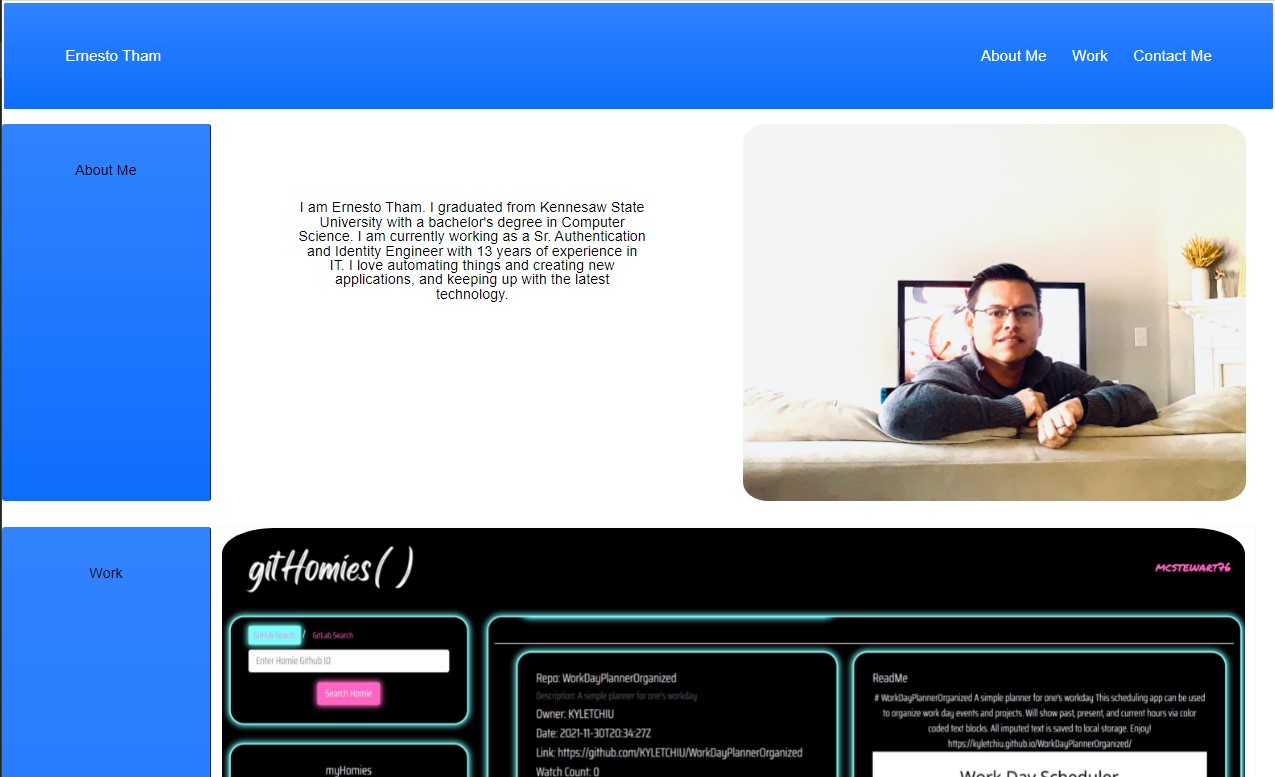 Ernesto Tham
About Me Work Contact Me
About Me
I am Ernesto Tham. I graduated from Kennesaw State
University with a bachelor's degree in Computer
Science. I am currently working as a Sr. Authentication
and Identity Engineer with 13 years of experience in
IT. I love automating things and creating new
applications, and keeping up with the latest
technology.
Work
gitHomies( )
MCSTEWART76
GitHub Search / GitLab Search
Enter Homie Github ID
Search Homie
myHomies
Repo: WorkDayPlannerOrganized
Description: A simple planner for one's workday
Owner: KYLETCHIU
Date: 2021-11-30T20:34:27Z
Link: https://github.com/KYLETCHIU/WorkDayPlannerOrganized
Watch Count: 0
ReadMe
# WorkDayPlannerOrganized A simple planner for one's workday This scheduling app can be used
to organize work day events and projects. Will show past, present, and current hours via color
coded text blocks. All imputed text is saved to local storage. Enjoy!
https://kyletchiu.github.io/WorkDayPlannerOrganized/
Work Day Scheduler